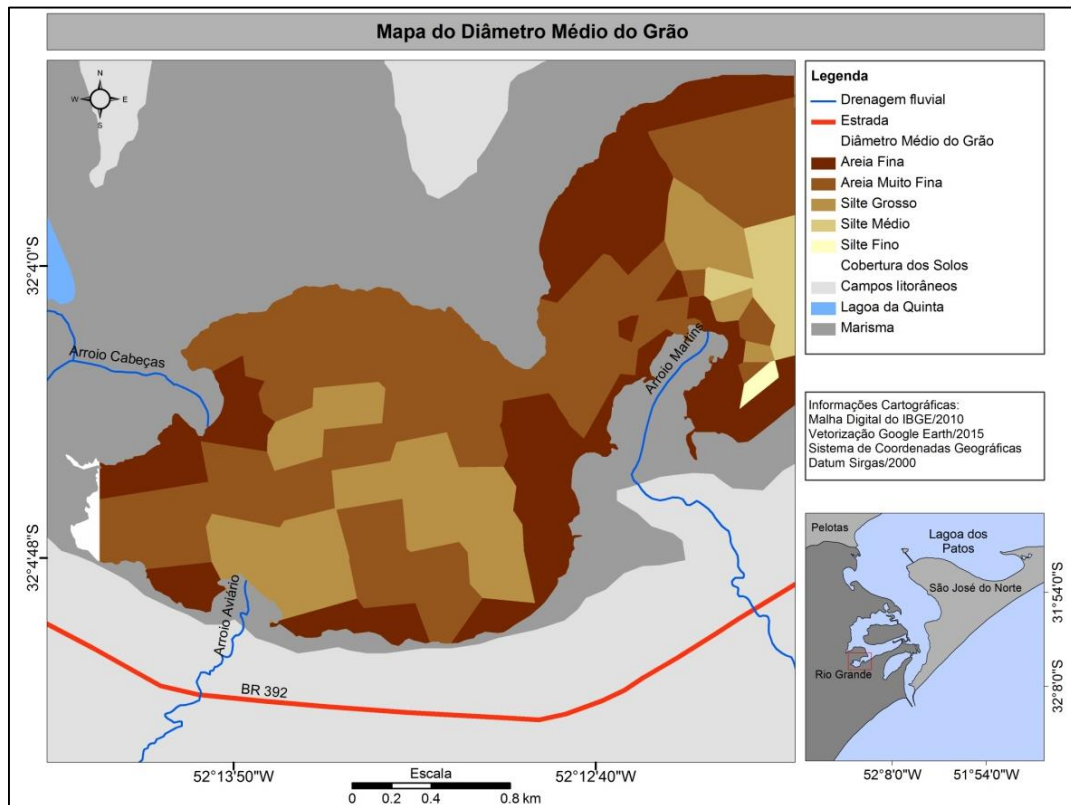 Mapa do Diâmetro Médio do Grão
N
W
E
S
32°4'0"S
32°4'48"S
Arroio Cabeças
Arroio Martins
Arroio Aviário
BR 392
52°13'50"W
52°12'40"W
Escala
0 0.2 0.4 0.8 km
Legenda
Drenagem fluvial
Estrada
Diâmetro Médio do Grão
Areia Fina
Areia Muito Fina
Silte Grosso
Silte Médio
Silte Fino
Cobertura dos Solos
Campos litorâneos
Lagoa da Quinta
Marisma
Informações Cartográficas:
Malha Digital do IBGE/2010
Vetorização Google Earth/2015
Sistema de Coordenadas Geográficas
Datum Sirgas/2000
Pelotas
Lagoa dos
Patos
São José do Norte
Rio Grande
31°54'0"S
32°8'0"S
52°8'0"W
51°54'0"W